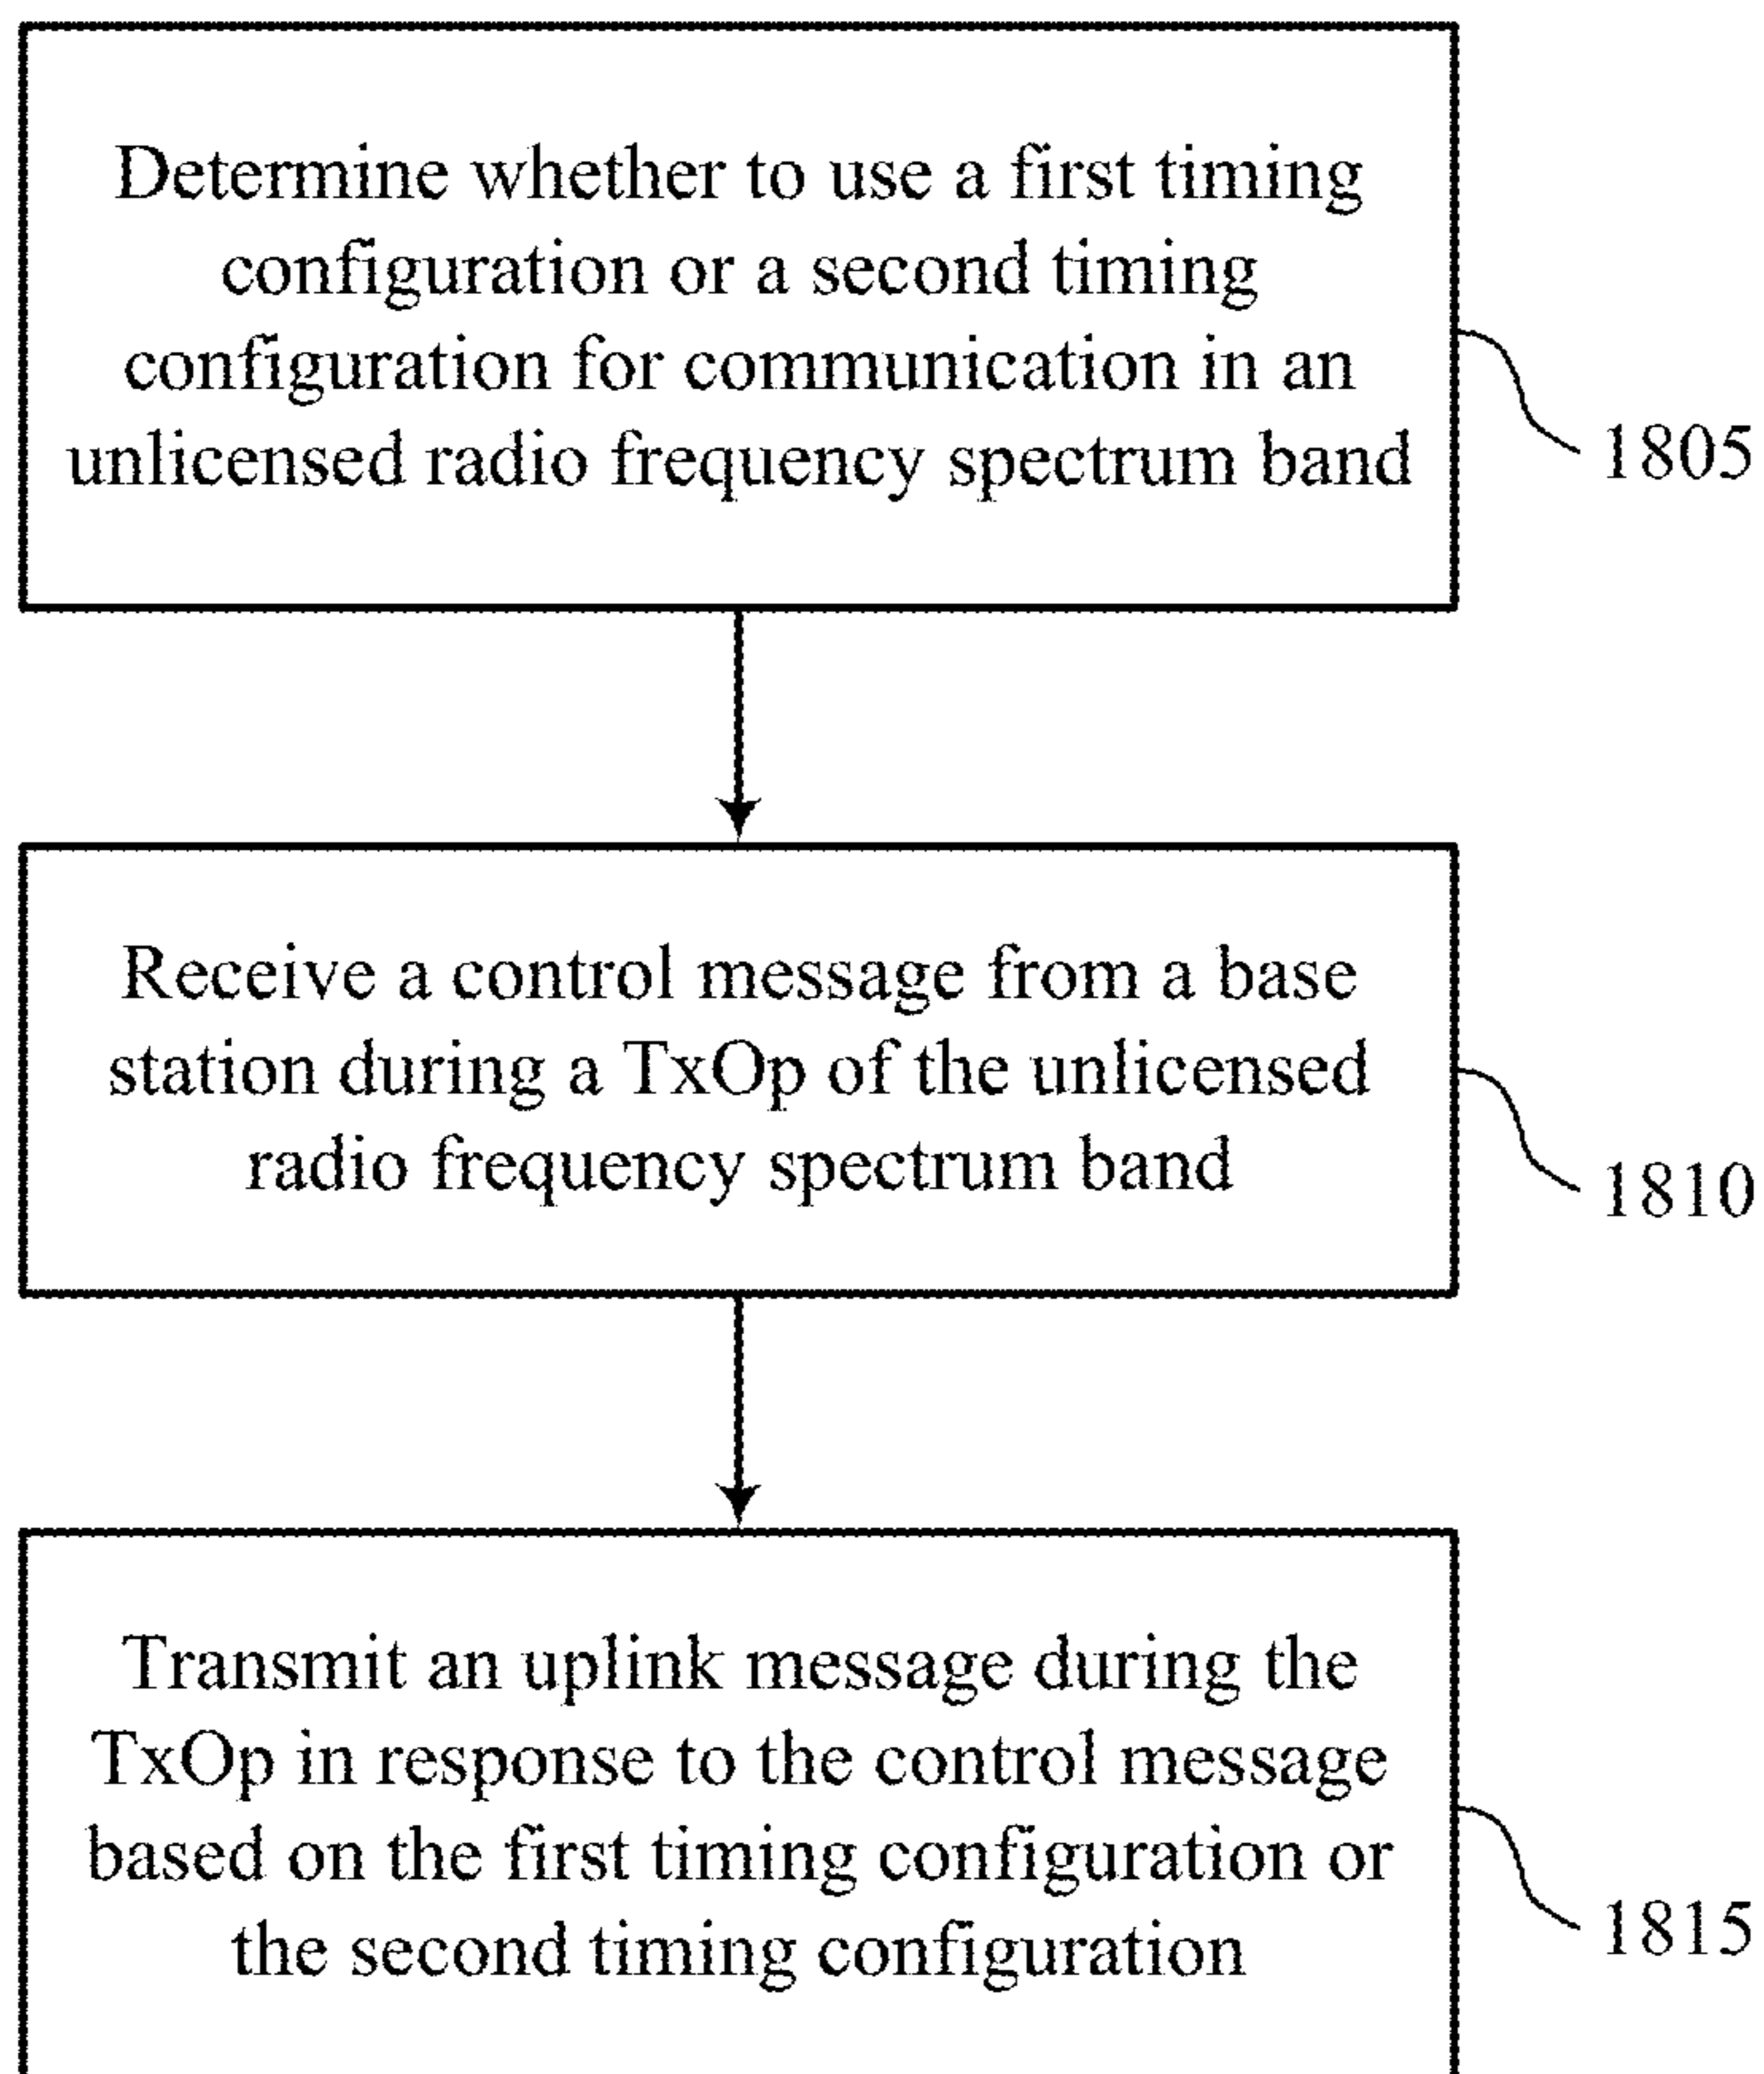 Determine whether to use a first timing
configuration or a second timing
configuration for communication in an
unlicensed radio frequency spectrum band
1805
Receive a control message from a base
station during a TxOp of the unlicensed
radio frequency spectrum band
1810
Transmit an uplink message during the
TxOp in response to the control message
based on the first timing configuration or
the second timing configuration
1815